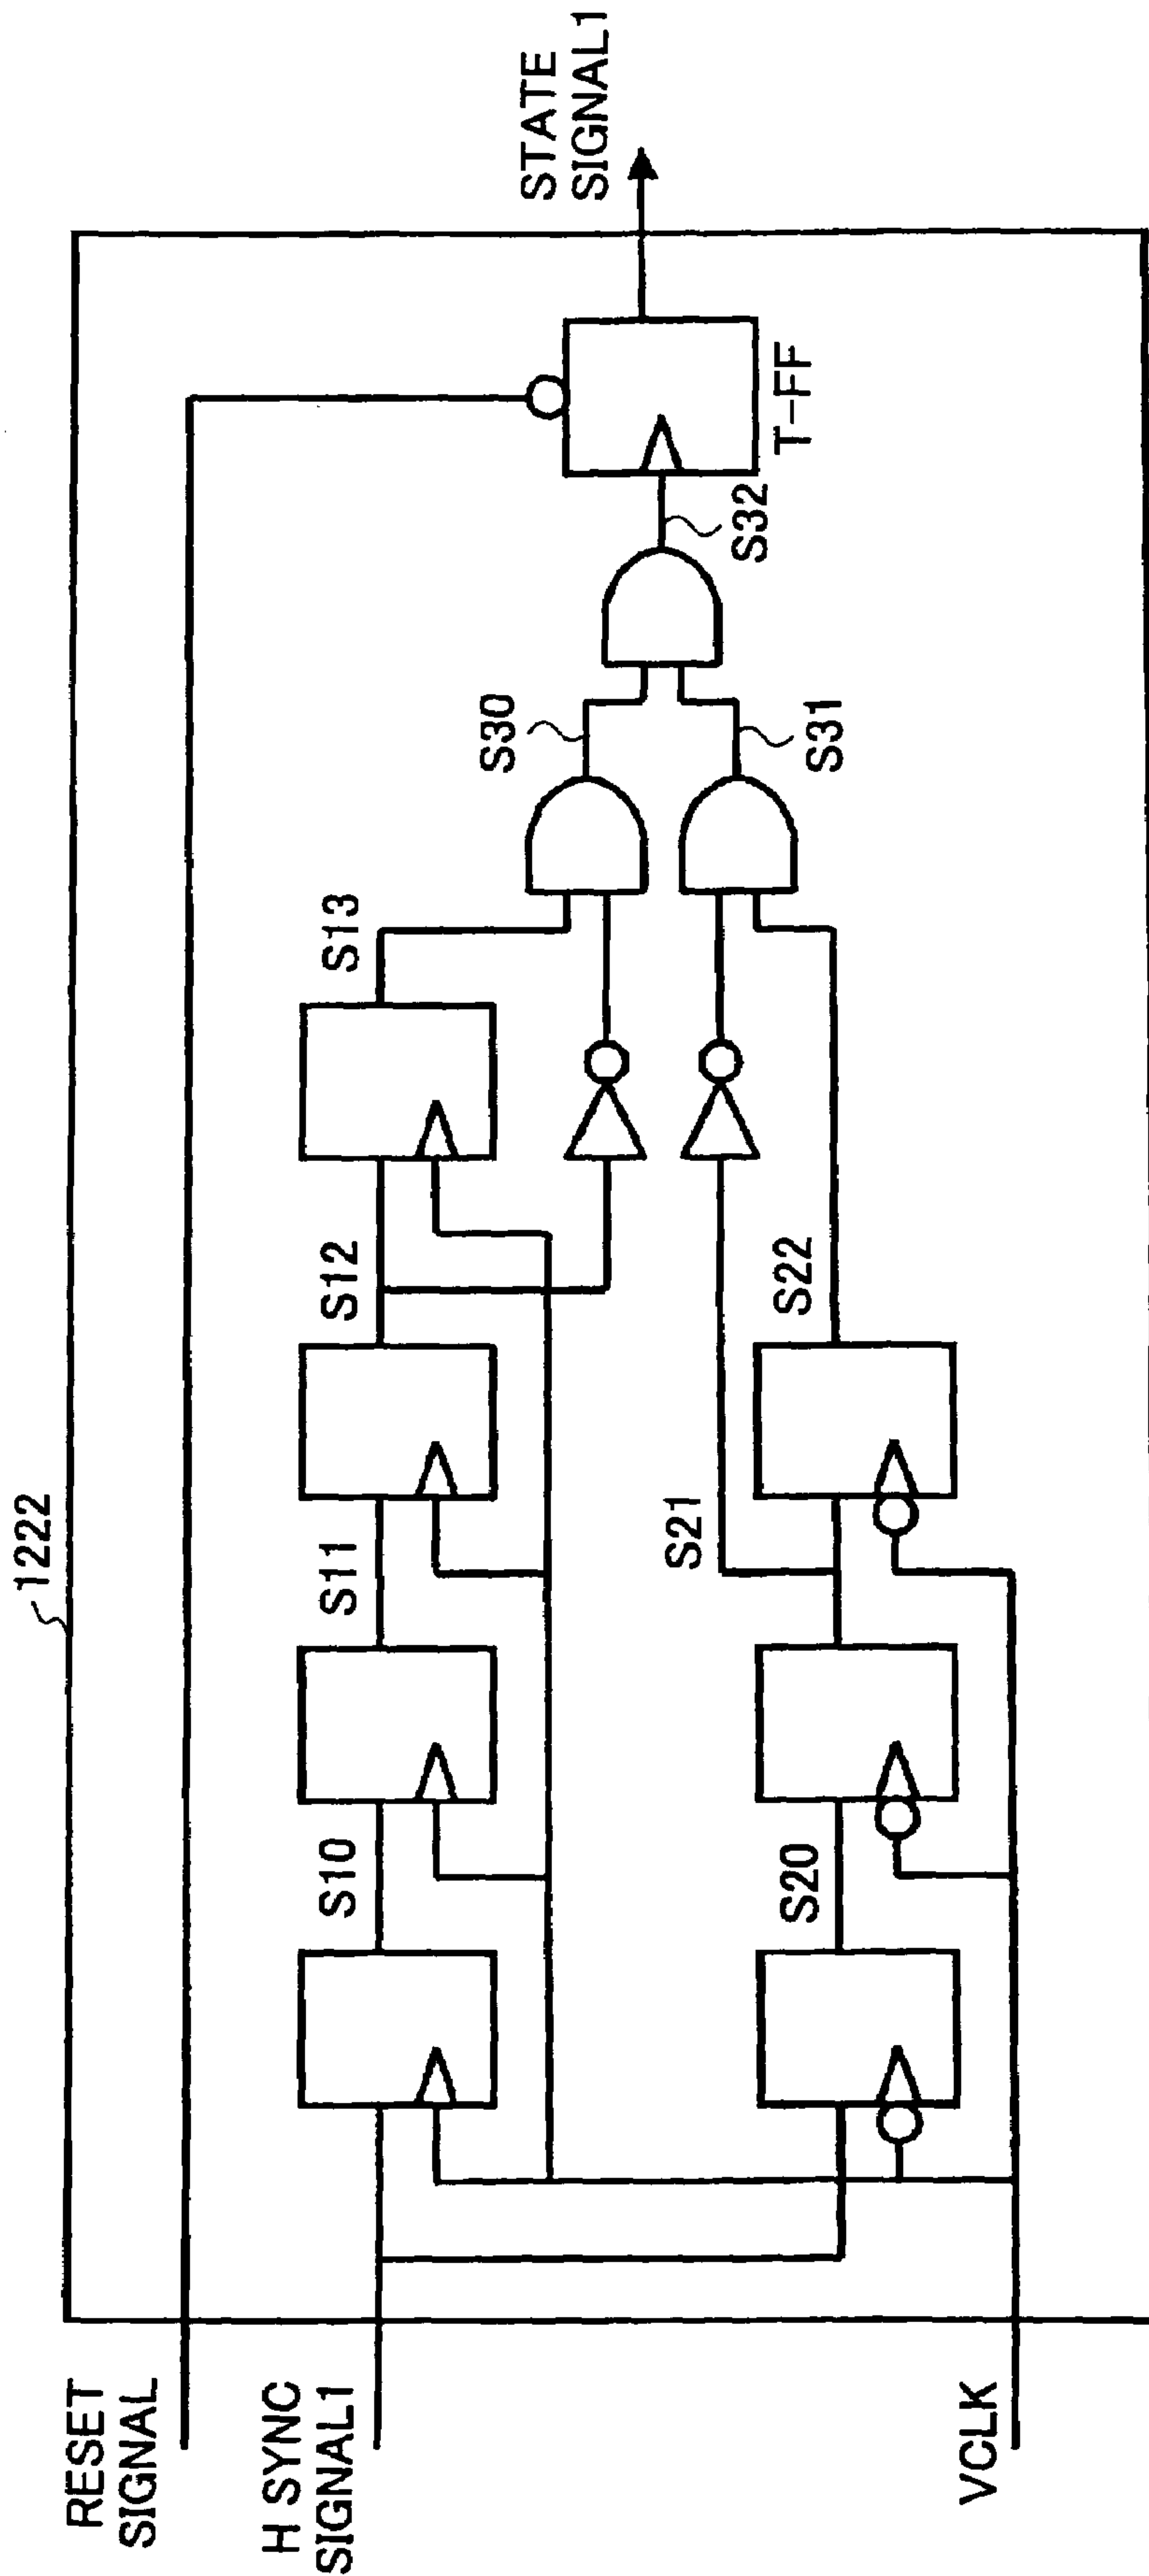 1222
RESET
SIGNAL
H SYNC
SIGNAL1
VCLK
S10
S11
S12
S13
S20
S21
S22
S30
S31
S32
T-FF
STATE
SIGNAL1